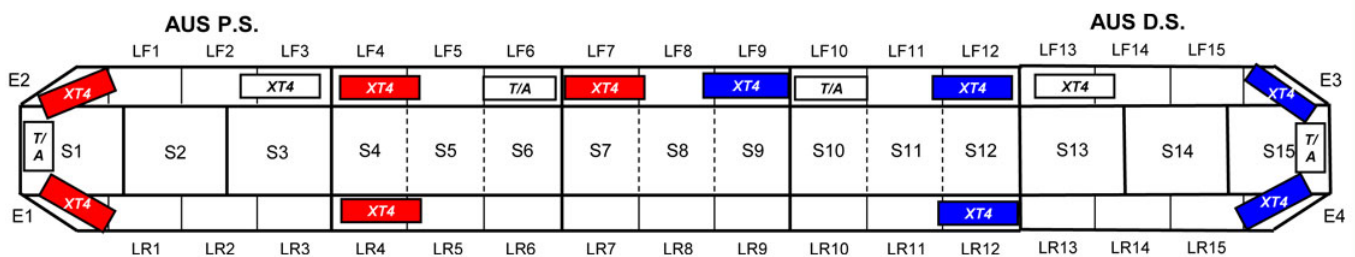 AUS P.S. AUS D.S.
LF1 LF2 LF3 LF4 LF5 LF6 LF7 LF8 LF9 LF10 LF11 LF12 LF13 LF14 LF15
E2 XT4 XT4 XT4 T/A XT4 XT4 T/A XT4 XT4 XT4 E3
T/
A S1 S2 S3 S4 S5 S6 S7 S8 S9 S10 S11 S12 S13 S14 S15 T/
A
E1 XT4 XT4 XT4 XT4 E4
LR1 LR2 LR3 LR4 LR5 LR6 LR7 LR8 LR9 LR10 LR11 LR12 LR13 LR14 LR15